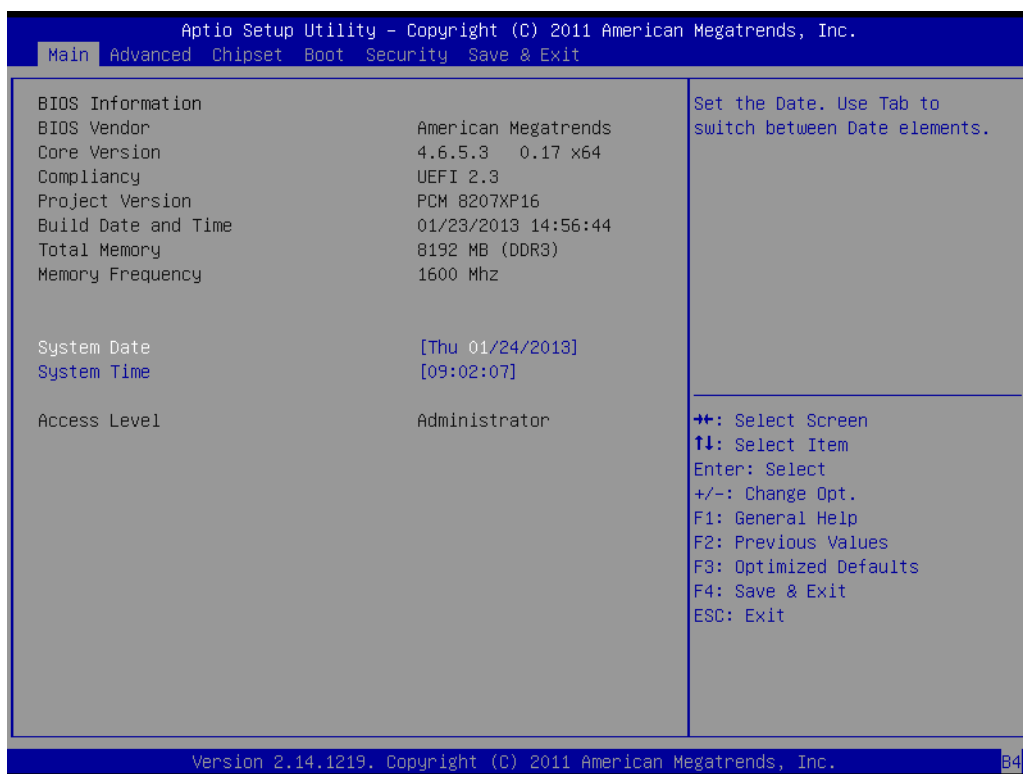 Aptio Setup Utility – Copyright (C) 2011 American Megatrends, Inc.
Main Advanced Chipset Boot Security Save & Exit
BIOS Information
BIOS Vendor American Megatrends
Core Version 4.6.5.3 0.17 x64
Compliancy UEFI 2.3
Project Version PCM 8207XP16
Build Date and Time 01/23/2013 14:56:44
Total Memory 8192 MB (DDR3)
Memory Frequency 1600 Mhz
System Date [Thu 01/24/2013]
System Time [09:02:07]
Access Level Administrator
Set the Date. Use Tab to
switch between Date elements.
→←: Select Screen
↑↓: Select Item
Enter: Select
+/-: Change Opt.
F1: General Help
F2: Previous Values
F3: Optimized Defaults
F4: Save & Exit
ESC: Exit
Version 2.14.1219. Copyright (C) 2011 American Megatrends, Inc.
B4